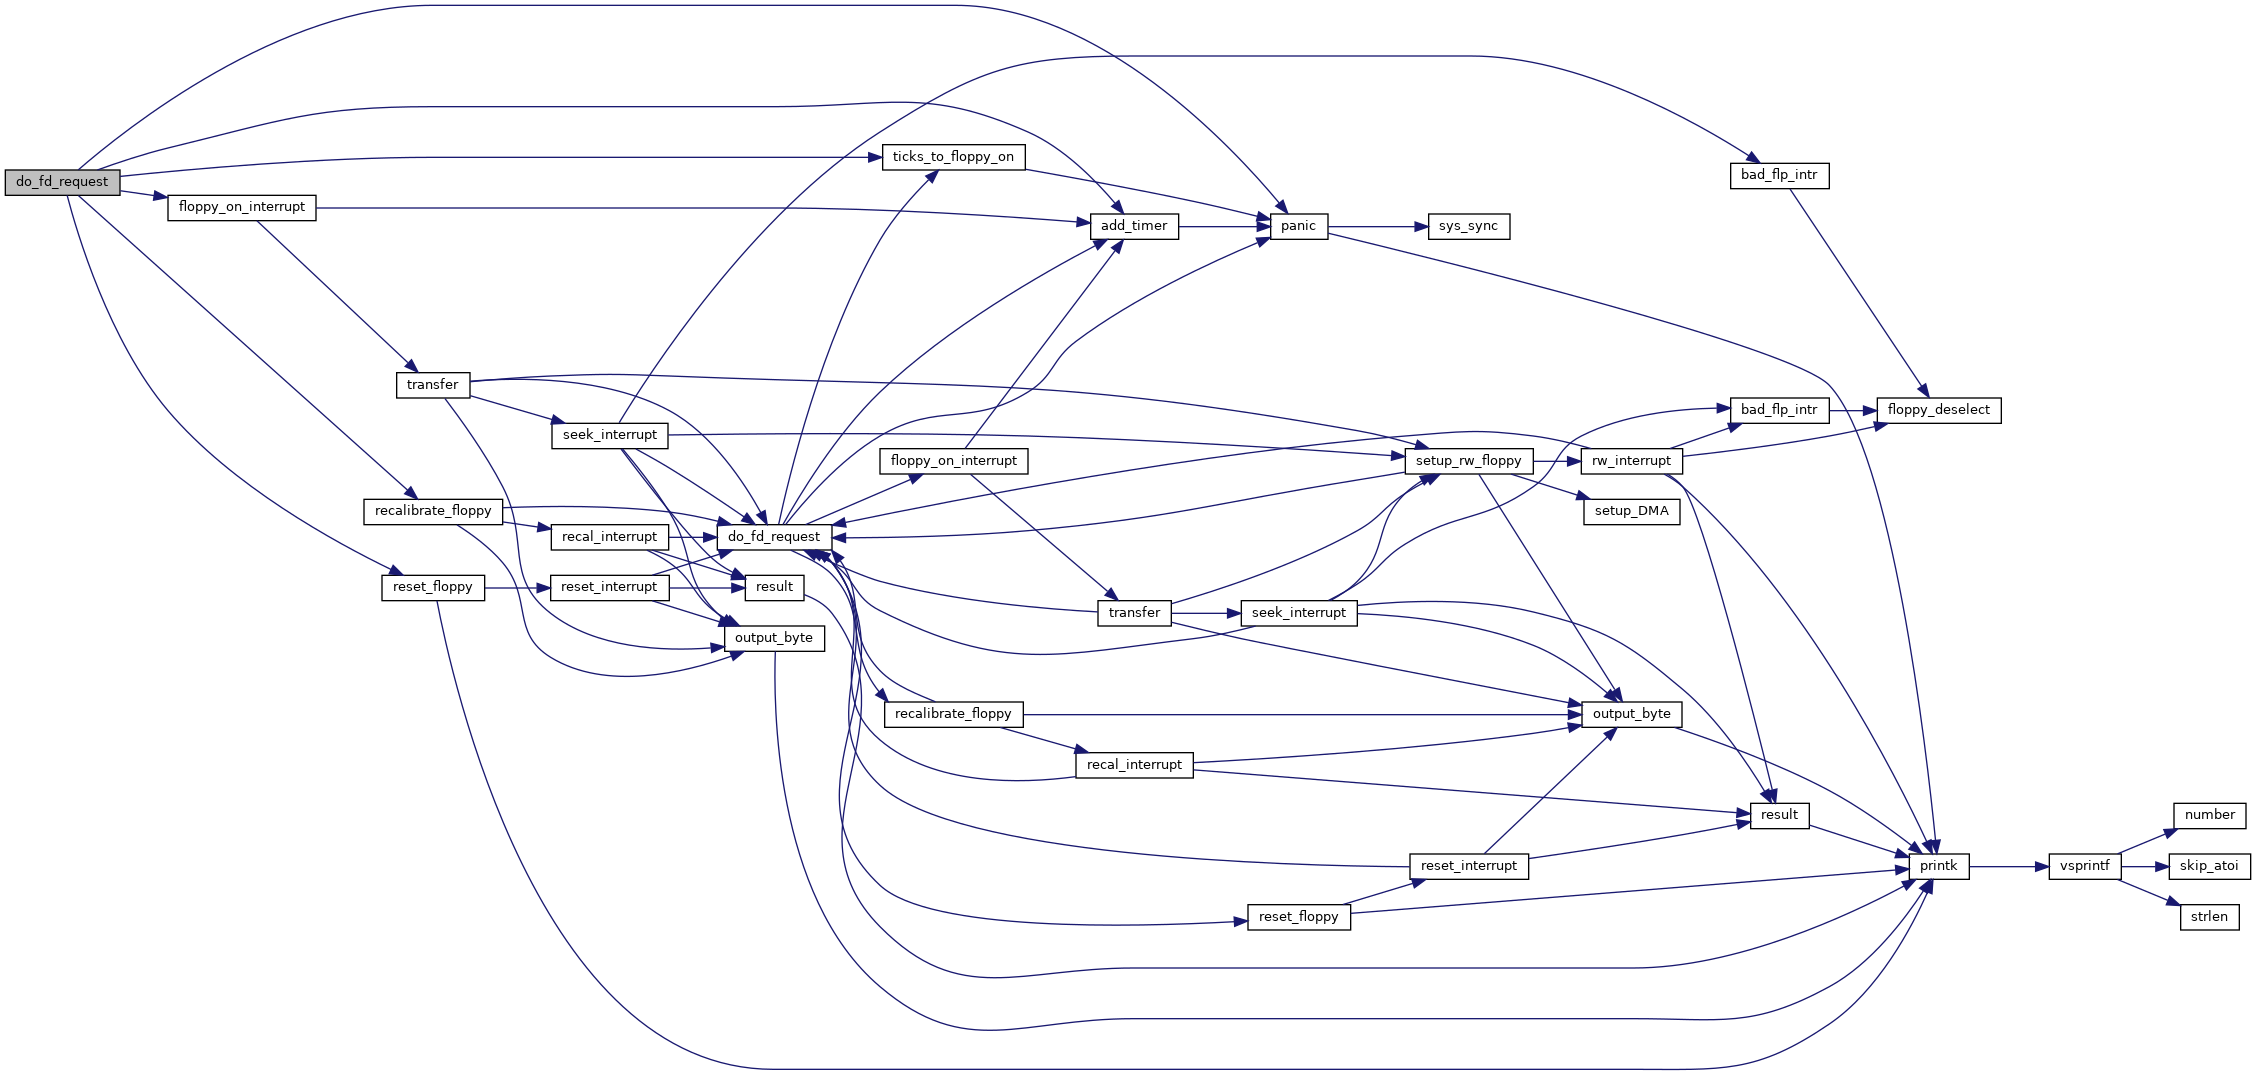 do_fd_request
floppy_on_interrupt
ticks_to_floppy_on
add_timer
panic
sys_sync
bad_flp_intr
transfer
seek_interrupt
bad_flp_intr
floppy_deselect
floppy_on_interrupt
setup_rw_floppy
rw_interrupt
recalibrate_floppy
recal_interrupt
do_fd_request
setup_DMA
reset_floppy
reset_interrupt
result
output_byte
transfer
seek_interrupt
recalibrate_floppy
output_byte
recal_interrupt
result
number
reset_interrupt
printk
vsprintf
skip_atoi
reset_floppy
strlen